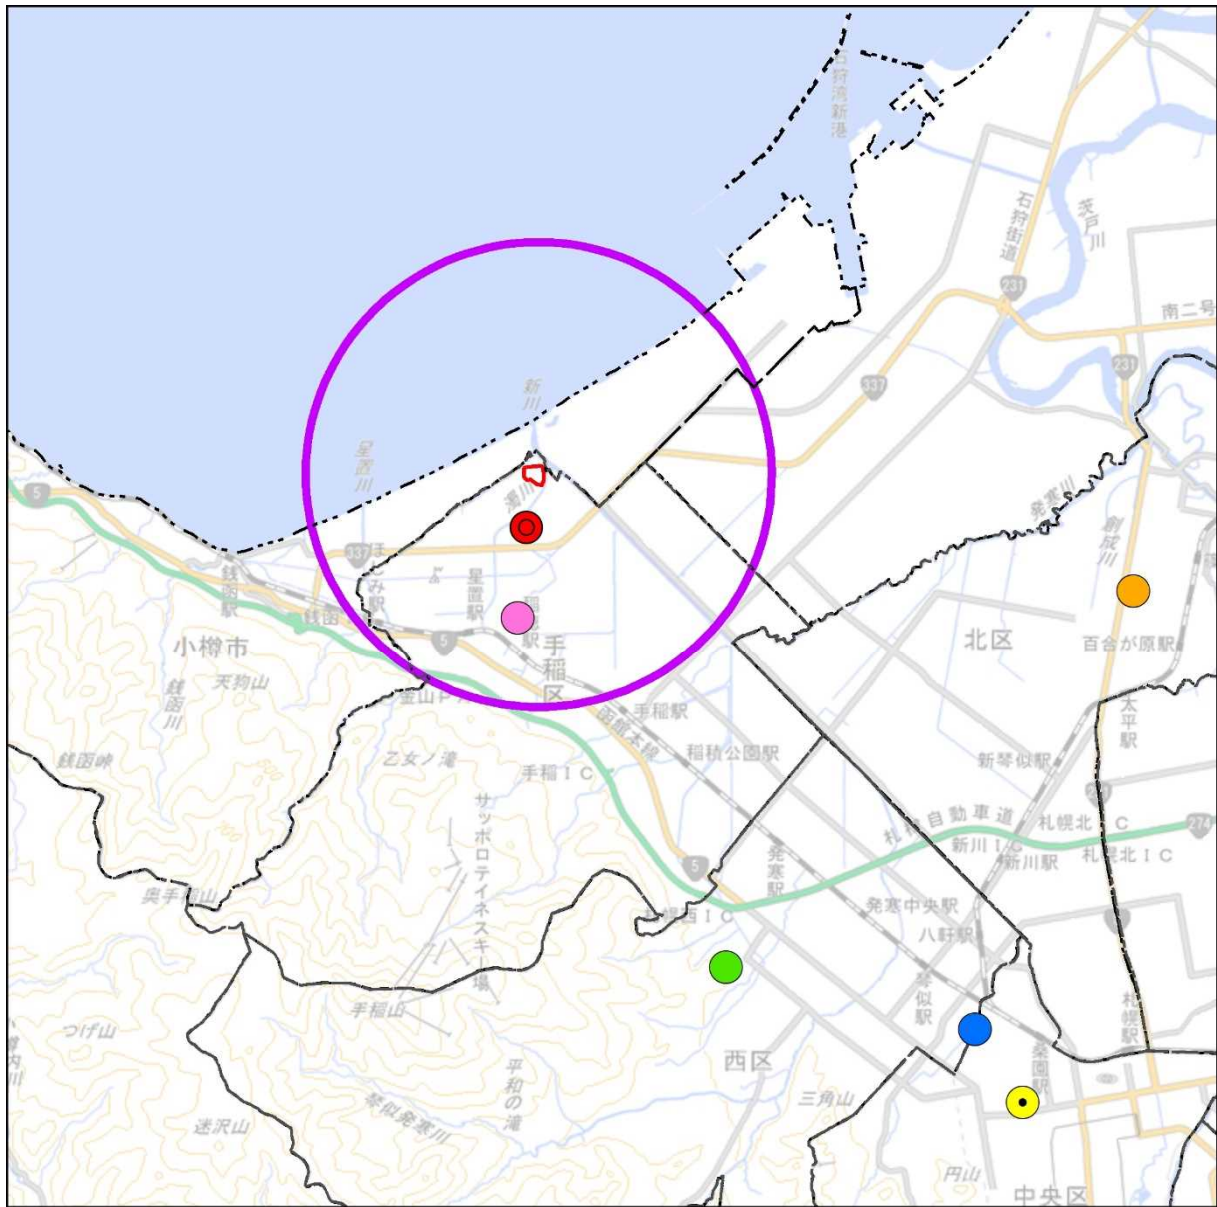 石狩湾新港
茨戸川
石狩街道
231
南二号
新川
337
231
星置川
濁川
5
発寒川
創成川
337
ほしみ駅
銭函駅
星置駅
銭函
稲穂駅
5
北区
百合が原駅
小樽市
手稲区
天狗山
銭函川
金山PA
手稲駅
太平駅
函館本線
銭函峠
乙女ノ滝
稲積公園駅
新琴似駅
手稲IC
サッポロテイネスキー場
札幌自動車道
札幌北IC
274
新川IC
新川駅
札幌北IC
5
発寒駅
奥手稲山
札幌西IC
発寒中央駅
八軒駅
琴似駅
手稲山
札幌駅
つげ山
西区
桑園駅
平和の滝
三角山
琴似発寒川
迷沢山
円山
中央区